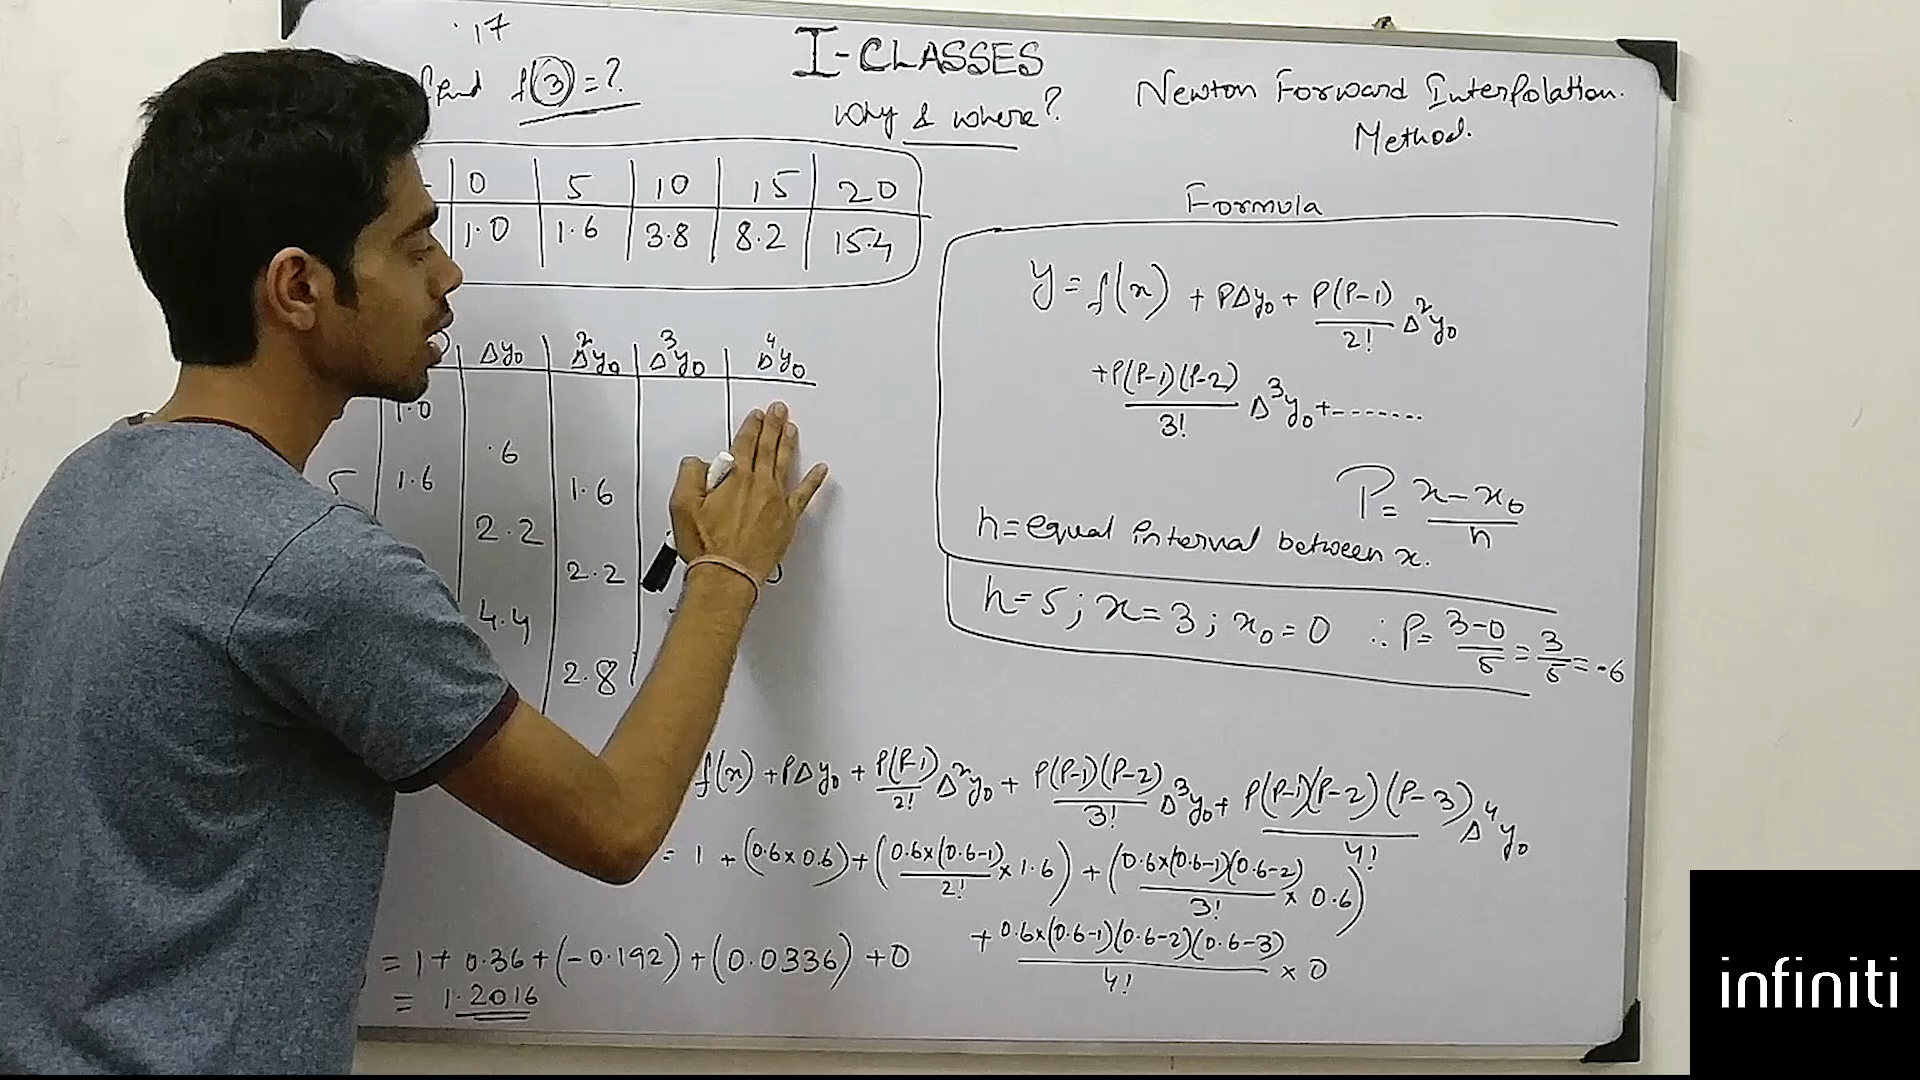 .17
I-CLASSES
find f(3)=?
Why & where?
Newton Forward Interpolation.
Method.
0 5 10 15 20
1.0 1.6 3.8 8.2 15.4
Formula
y=f(x) + PΔy₀ + P(P-1)/2! Δ²y₀
+P(P-1)(P-2)/3! Δ³y₀+-------
P= x-x₀/h
h=equal interval between x.
h=5; x=3; x₀=0 ∴ P= 3-0/5 = 3/5 = .6
Δy₀ Δ²y₀ Δ³y₀ Δ⁴y₀
1.0
.6
5 1.6 1.6
2.2
2.2
4.4
2.8
f(x) + PΔy₀ + P(P-1)/2! Δ²y₀ + P(P-1)(P-2)/3! Δ³y₀+ P(P-1)(P-2)(P-3)/4! Δ⁴y₀
= 1 + (0.6x0.6)+(0.6x(0.6-1)/2! x 1.6) + (0.6x(0.6-1)(0.6-2)/3! x 0.6)
+ 0.6x(0.6-1)(0.6-2)(0.6-3)/4! x 0
= 1+ 0.36+(-0.192)+(0.0336)+0
= 1.2016
infiniti